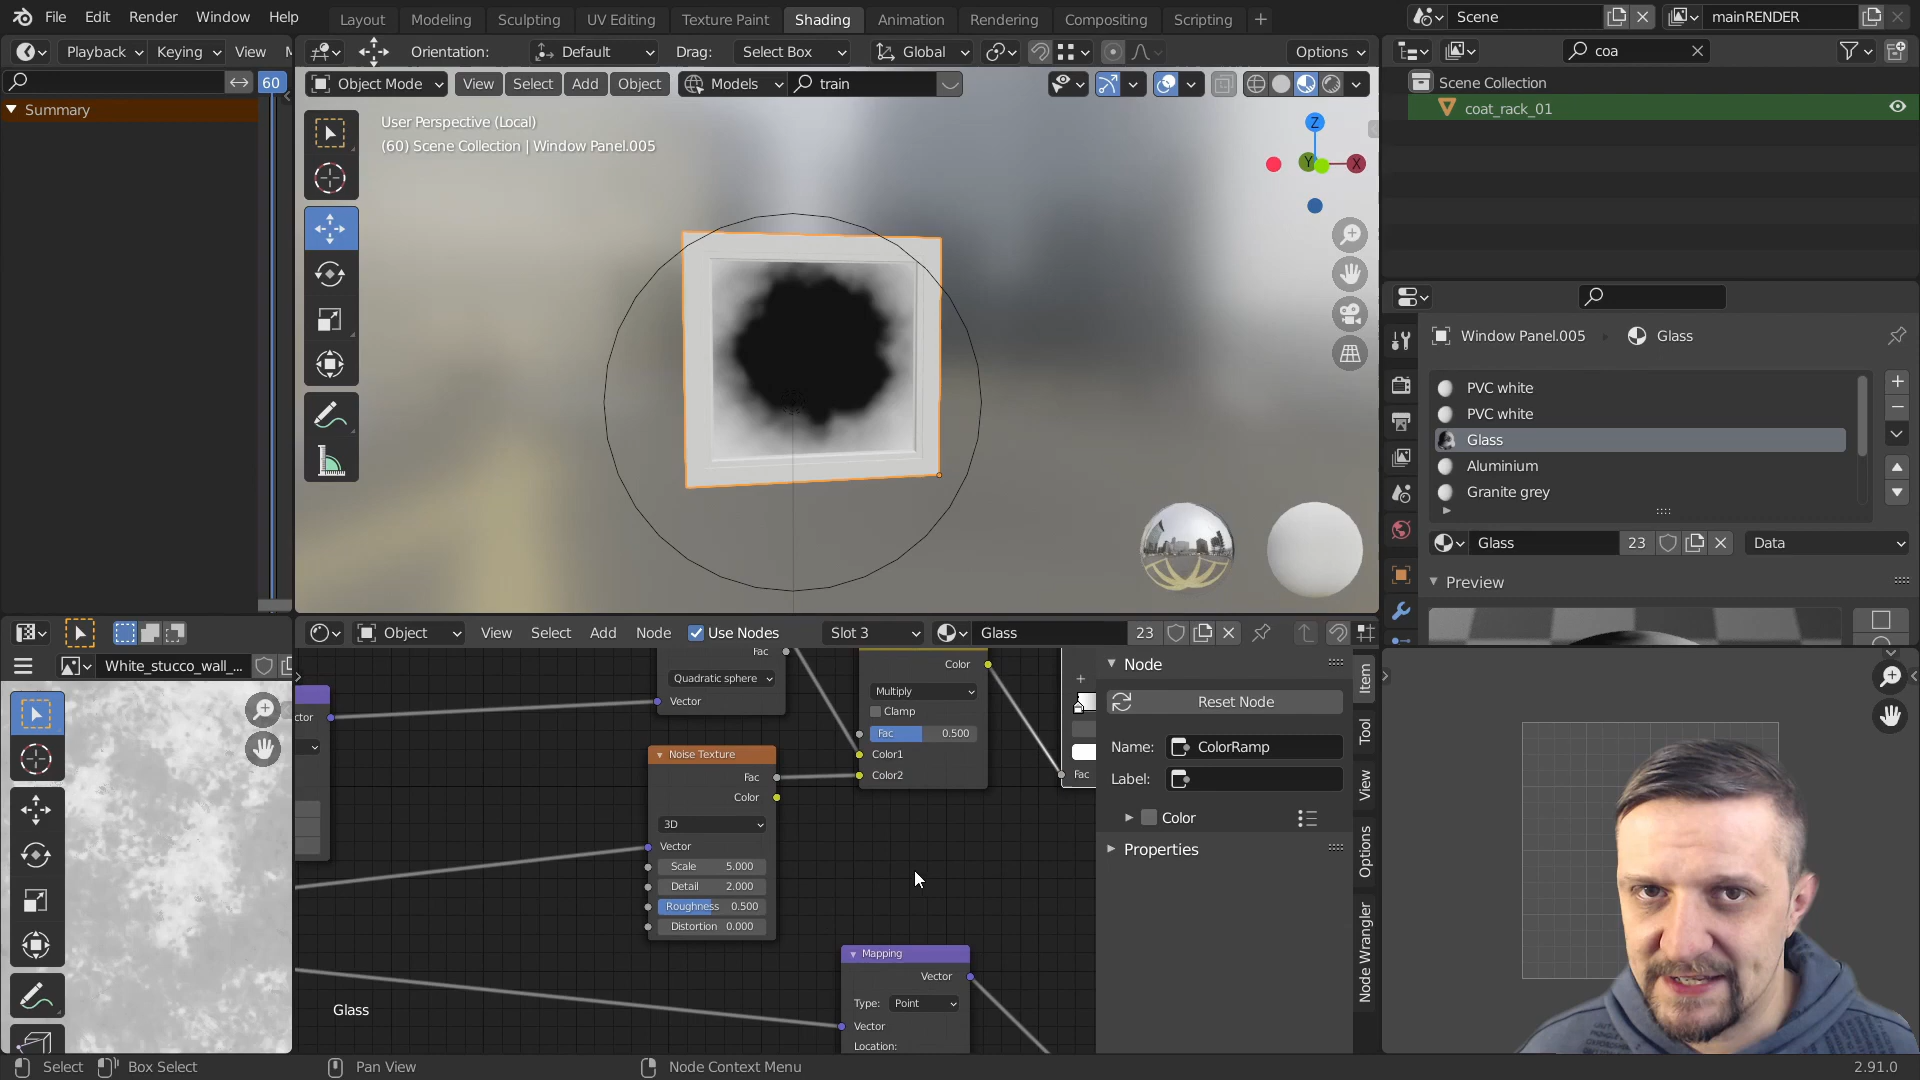 File Edit Render Window Help
Layout Modeling Sculpting UV Editing Texture Paint Shading Animation Rendering Compositing Scripting +
Scene
mainRENDER
Playback Keying View
Orientation: Default Drag: Select Box Global Options
coa
60
Object Mode View Select Add Object Models train
Scene Collection
coat_rack_01
Summary
User Perspective (Local)
(60) Scene Collection | Window Panel.005
Z
Y
X
Window Panel.005 Glass
PVC white
PVC white
Glass
Aluminium
Granite grey
Glass 23 Data
Preview
Object View Select Add Node Use Nodes Slot 3 Glass 23
White_stucco_wall_...
Fac
Quadratic sphere
Vector
ctor
Color
Multiply
Clamp
Fac 0.500
Color1
Color2
Fac
Noise Texture
Fac
Color
3D
Vector
Scale 5.000
Detail 2.000
Roughness 0.500
Distortion 0.000
Mapping
Vector
Type: Point
Vector
Location:
Glass
Node
Reset Node
Name: ColorRamp
Label:
Color
Properties
Item
Tool
View
Options
Node Wrangler
Select Box Select Pan View Node Context Menu 2.91.0